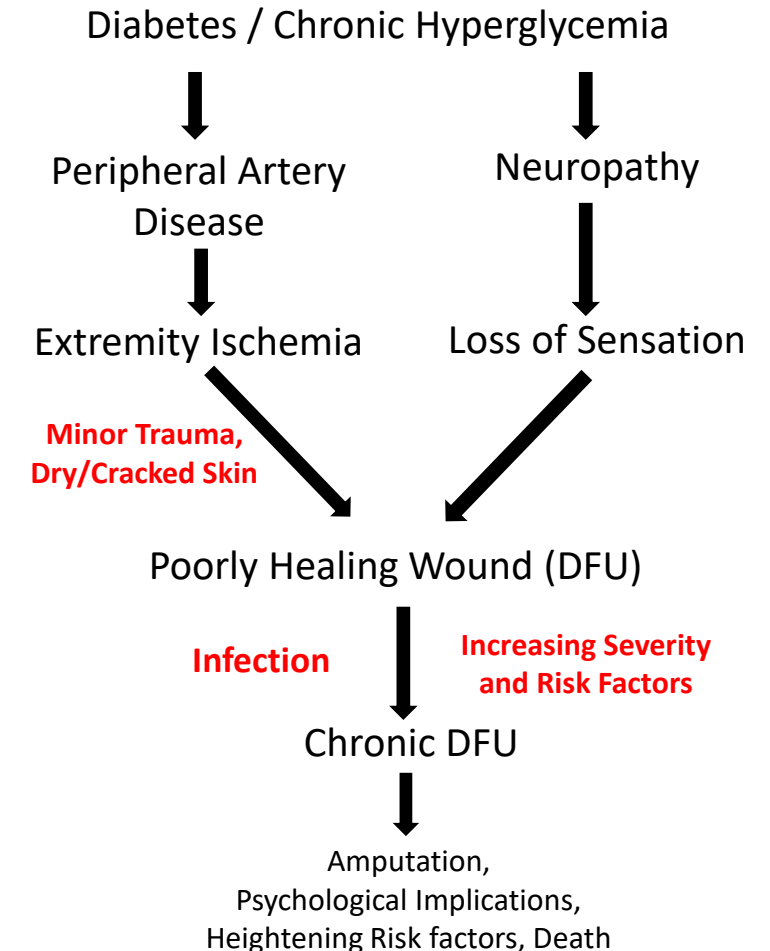 Diabetes / Chronic Hyperglycemia
Peripheral Artery
Disease
Neuropathy
Extremity Ischemia
Loss of Sensation
Minor Trauma,
Dry/Cracked Skin
Poorly Healing Wound (DFU)
Infection
Increasing Severity
and Risk Factors
Chronic DFU
Amputation,
Psychological Implications,
Heightening Risk factors, Death